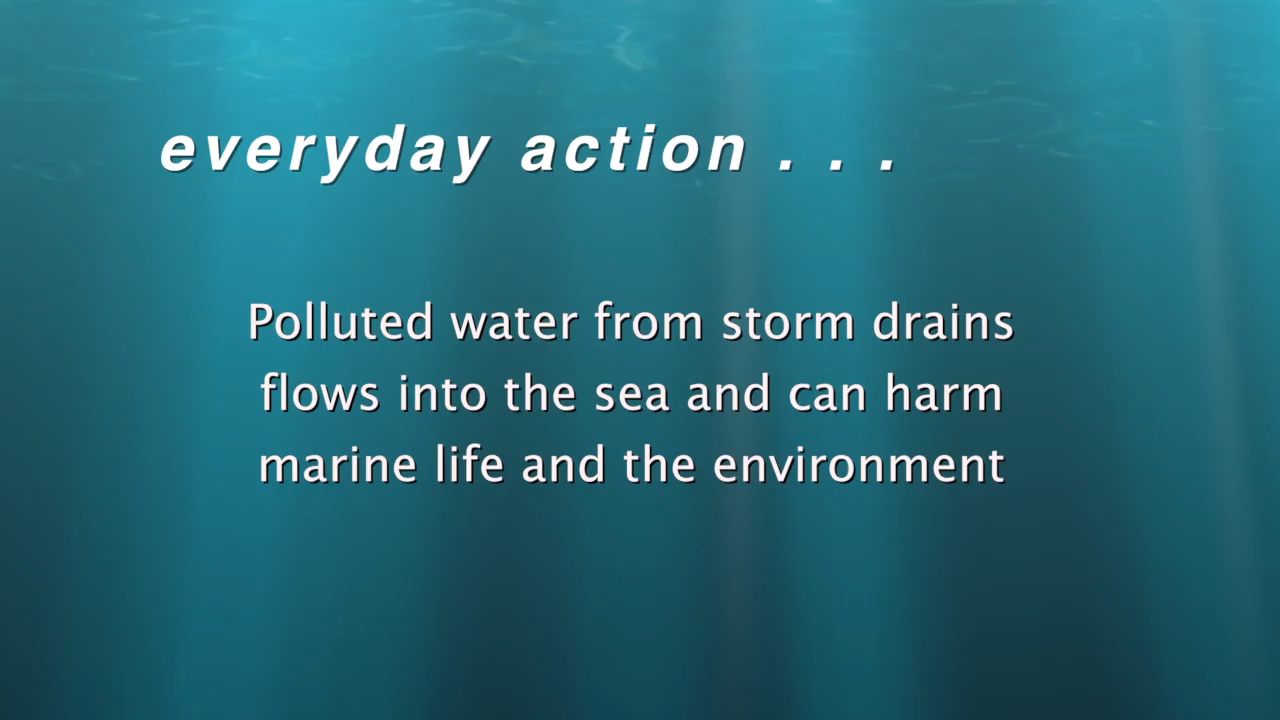 everyday action . . .
Polluted water from storm drains
flows into the sea and can harm
marine life and the environment